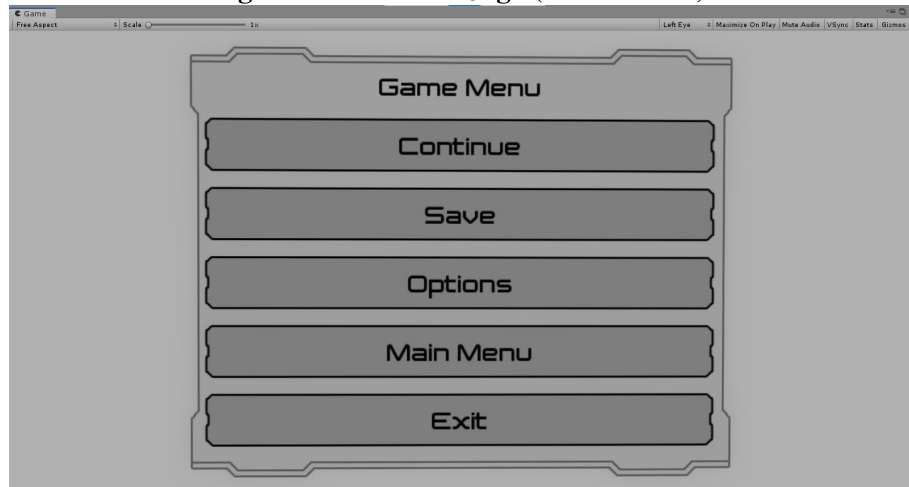 Game
Free Aspect Scale 1x Left Eye Maximize On Play Mute Audio VSync Stats Gizmos
Game Menu
Continue
Save
Options
Main Menu
Exit